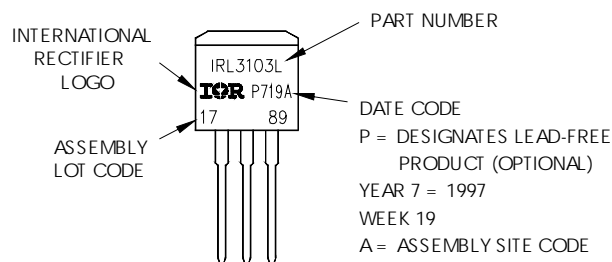 INTERNATIONAL
RECTIFIER
LOGO
ASSEMBLY
LOT CODE
IRL3103L
IOR P719A
17 89
PART NUMBER
DATE CODE
P = DESIGNATES LEAD-FREE
PRODUCT (OPTIONAL)
YEAR 7 = 1997
WEEK 19
A = ASSEMBLY SITE CODE